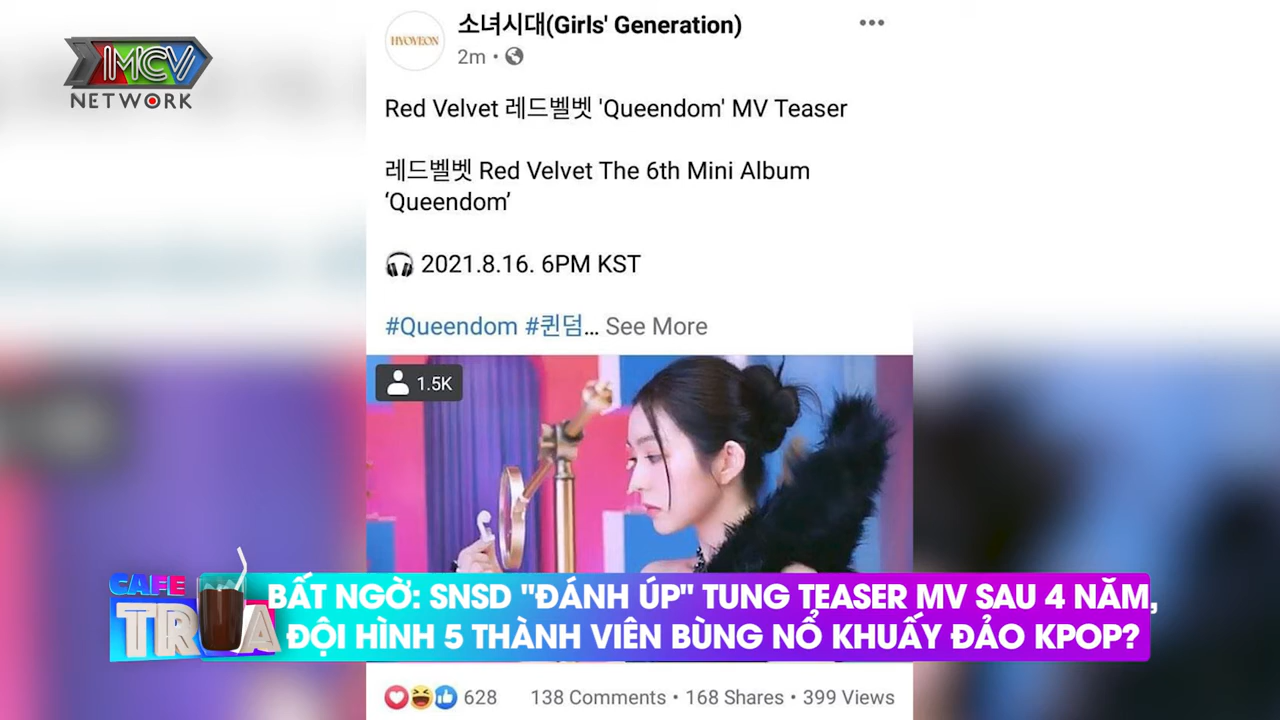 MCV
NETWORK
HYOYEON
소녀시대(Girls' Generation)
2m
Red Velvet 레드벨벳 'Queendom' MV Teaser
레드벨벳 Red Velvet The 6th Mini Album
‘Queendom’
🎧 2021.8.16. 6PM KST
#Queendom #퀸덤... See More
1.5K
CAFE
TRƯA
BẤT NGỜ: SNSD "ĐÁNH ÚP" TUNG TEASER MV SAU 4 NĂM,
ĐỘI HÌNH 5 THÀNH VIÊN BÙNG NỔ KHUẤY ĐẢO KPOP?
628 138 Comments • 168 Shares • 399 Views